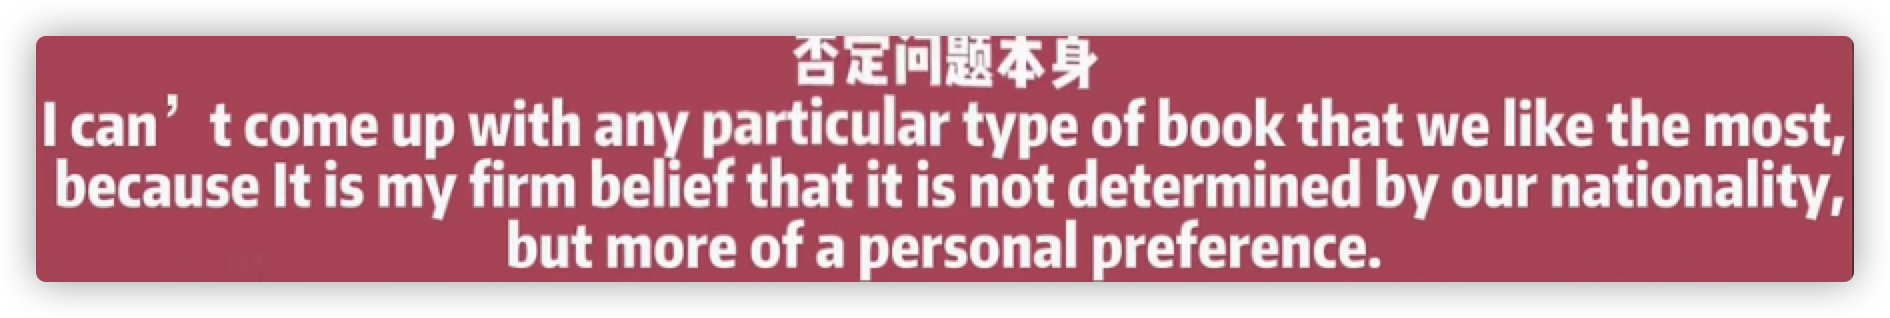 否定问题本身
I can’t come up with any particular type of book that we like the most,
because It is my firm belief that it is not determined by our nationality,
but more of a personal preference.